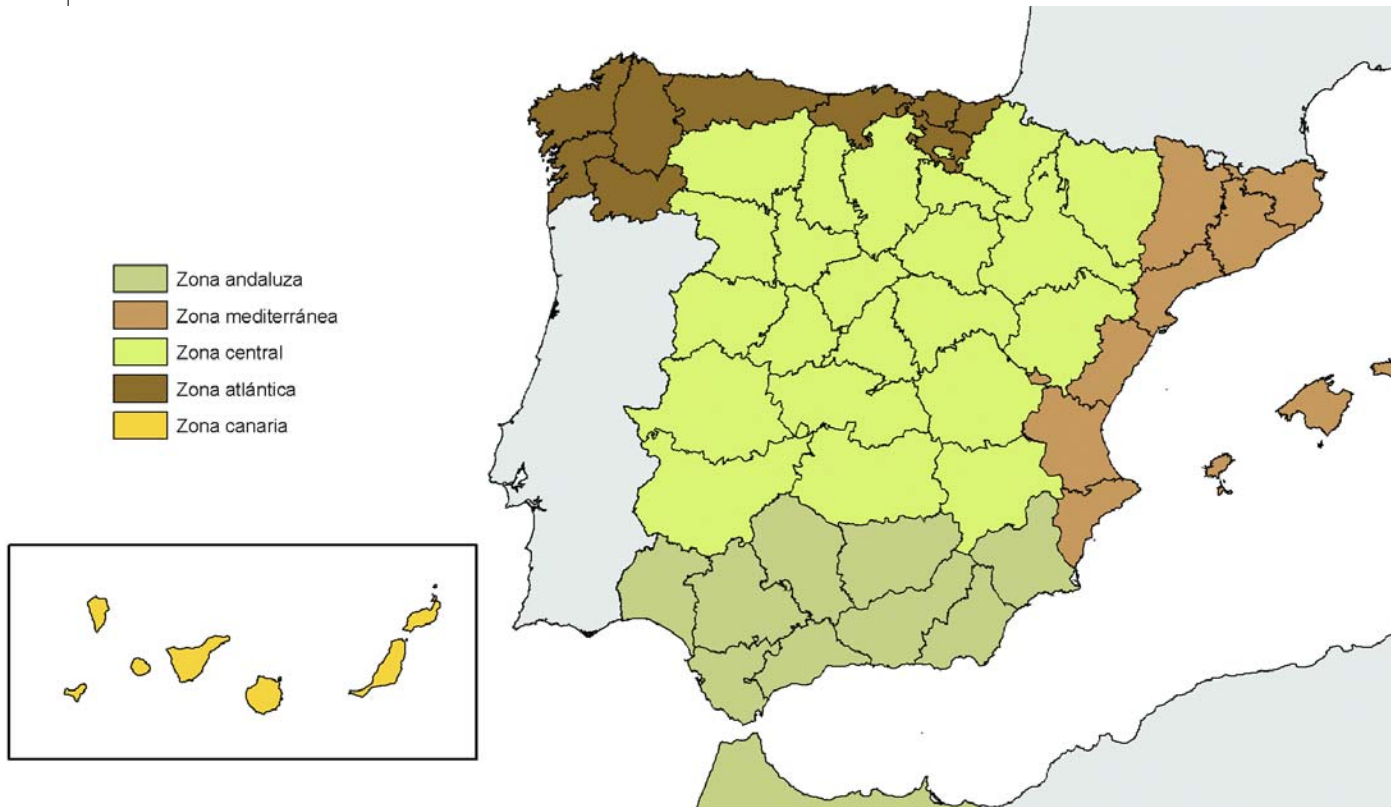 Zona andaluza
Zona mediterránea
Zona central
Zona atlántica
Zona canaria